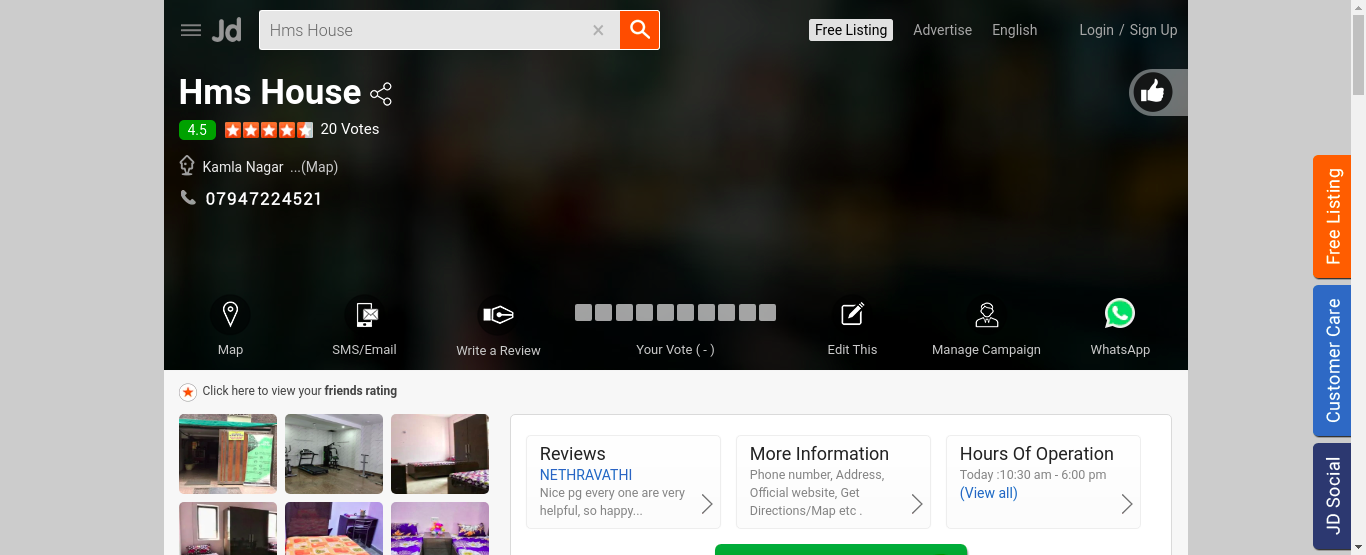 Jd
Hms House
×
Free Listing
Advertise
English
Login / Sign Up
Hms House
4.5
20 Votes
Kamla Nagar ...(Map)
07947224521
Map
SMS/Email
Write a Review
Your Vote ( - )
Edit This
Manage Campaign
WhatsApp
Click here to view your friends rating
Reviews
NETHRAVATHI
Nice pg every one are very
helpful, so happy...
More Information
Phone number, Address,
Official website, Get
Directions/Map etc .
Hours Of Operation
Today :10:30 am - 6:00 pm
(View all)
Free Listing
Customer Care
JD Social